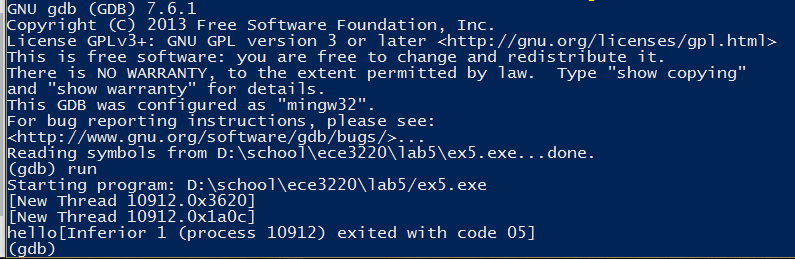 GNU gdb (GDB) 7.6.1
Copyright (C) 2013 Free Software Foundation, Inc.
License GPLv3+: GNU GPL version 3 or later <http://gnu.org/licenses/gpl.html>
This is free software: you are free to change and redistribute it.
There is NO WARRANTY, to the extent permitted by law.  Type "show copying"
and "show warranty" for details.
This GDB was configured as "mingw32".
For bug reporting instructions, please see:
<http://www.gnu.org/software/gdb/bugs/>...
Reading symbols from D:\school\ece3220\lab5\ex5.exe...done.
(gdb) run
Starting program: D:\school\ece3220\lab5/ex5.exe
[New Thread 10912.0x3620]
[New Thread 10912.0x1a0c]
hello[Inferior 1 (process 10912) exited with code 05]
(gdb)